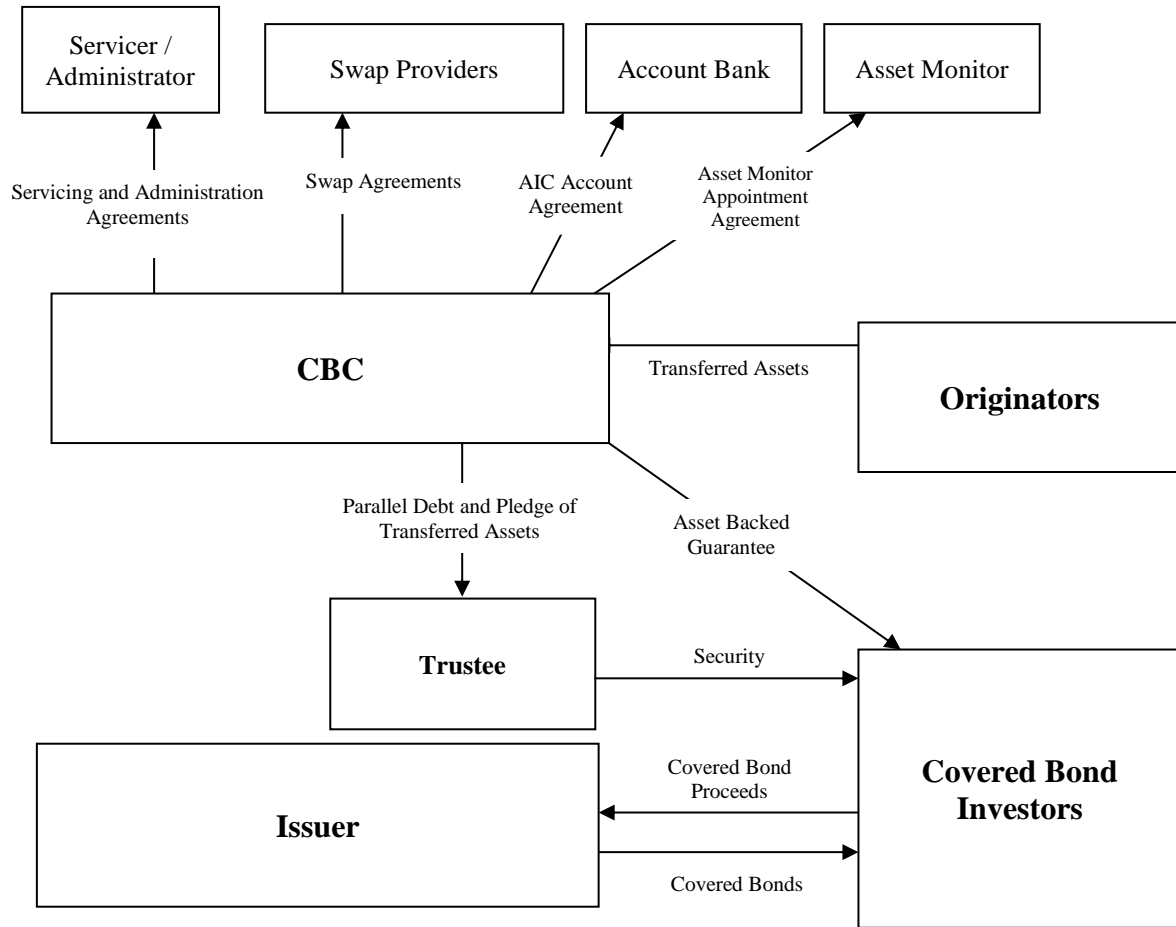 Servicer /
Administrator
Swap Providers
Account Bank
Asset Monitor
Servicing and Administration
Agreements
Swap Agreements
AIC Account
Agreement
Asset Monitor
Appointment
Agreement
CBC
Transferred Assets
Originators
Parallel Debt and Pledge of
Transferred Assets
Asset Backed
Guarantee
Trustee
Security
Covered Bond
Proceeds
Covered Bond
Investors
Issuer
Covered Bonds